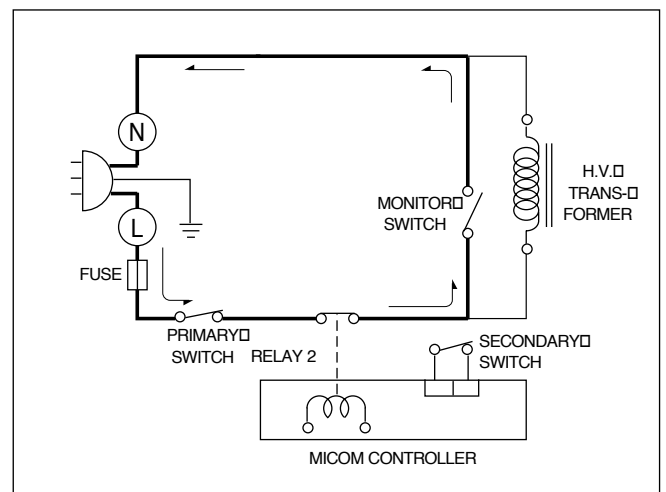 N
L
FUSE
MONITOR□
SWITCH
H.V.□
TRANS-□
FORMER
PRIMARY□
SWITCH
RELAY 2
SECONDARY□
SWITCH
MICOM CONTROLLER